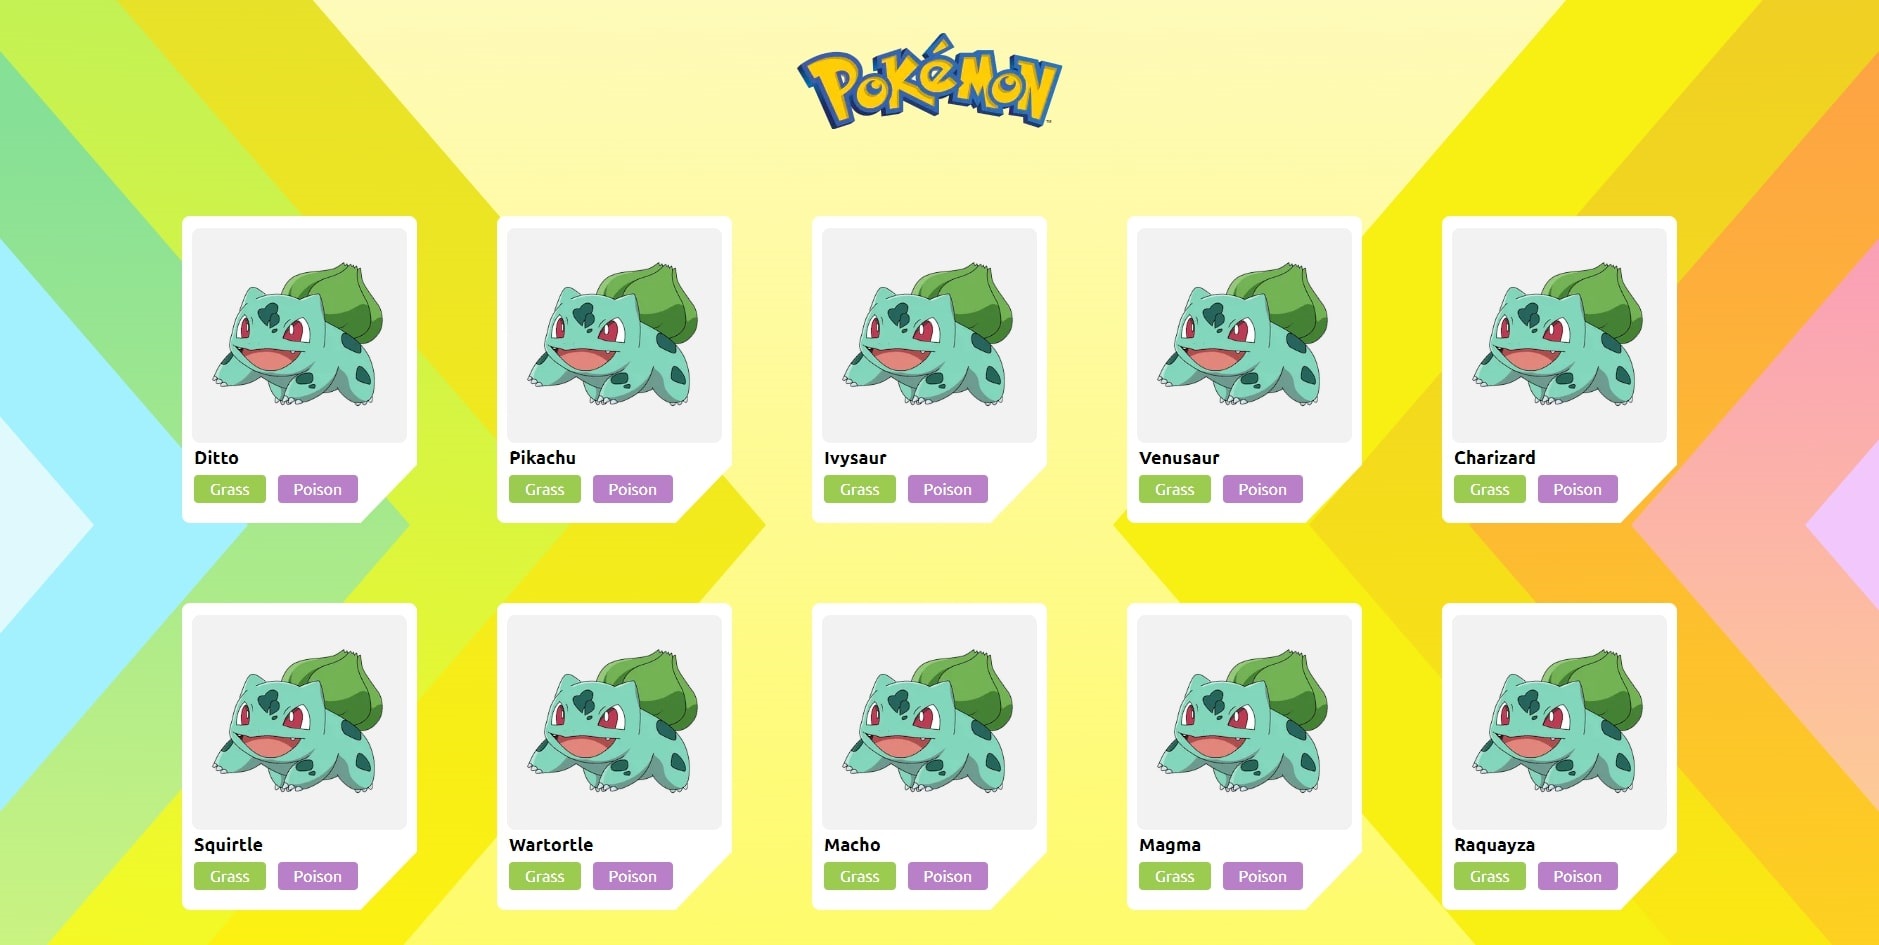 Pokémon
Ditto
Grass Poison
Pikachu
Grass Poison
Ivysaur
Grass Poison
Venusaur
Grass Poison
Charizard
Grass Poison
Squirtle
Grass Poison
Wartortle
Grass Poison
Macho
Grass Poison
Magma
Grass Poison
Raquayza
Grass Poison